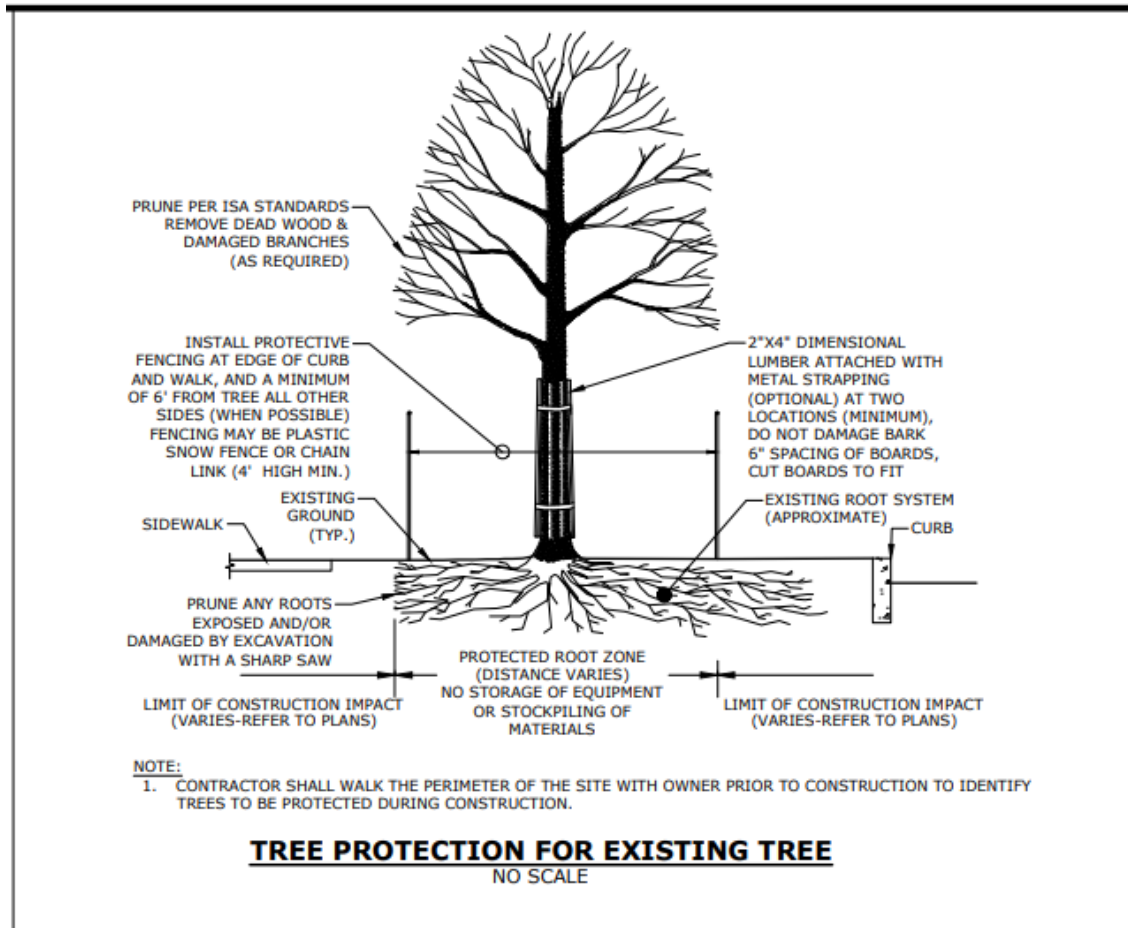 PRUNE PER ISA STANDARDS
REMOVE DEAD WOOD &
DAMAGED BRANCHES
(AS REQUIRED)
INSTALL PROTECTIVE
FENCING AT EDGE OF CURB
AND WALK, AND A MINIMUM
OF 6' FROM TREE ALL OTHER
SIDES (WHEN POSSIBLE)
FENCING MAY BE PLASTIC
SNOW FENCE OR CHAIN
LINK (4' HIGH MIN.)
2"X4" DIMENSIONAL
LUMBER ATTACHED WITH
METAL STRAPPING
(OPTIONAL) AT TWO
LOCATIONS (MINIMUM),
DO NOT DAMAGE BARK
6" SPACING OF BOARDS,
CUT BOARDS TO FIT
EXISTING
GROUND
(TYP.)
SIDEWALK
EXISTING ROOT SYSTEM
(APPROXIMATE)
CURB
PRUNE ANY ROOTS
EXPOSED AND/OR
DAMAGED BY EXCAVATION
WITH A SHARP SAW
PROTECTED ROOT ZONE
(DISTANCE VARIES)
NO STORAGE OF EQUIPMENT
OR STOCKPILING OF
MATERIALS
LIMIT OF CONSTRUCTION IMPACT
(VARIES-REFER TO PLANS)
LIMIT OF CONSTRUCTION IMPACT
(VARIES-REFER TO PLANS)
NOTE:
1. CONTRACTOR SHALL WALK THE PERIMETER OF THE SITE WITH OWNER PRIOR TO CONSTRUCTION TO IDENTIFY
TREES TO BE PROTECTED DURING CONSTRUCTION.
TREE PROTECTION FOR EXISTING TREE
NO SCALE